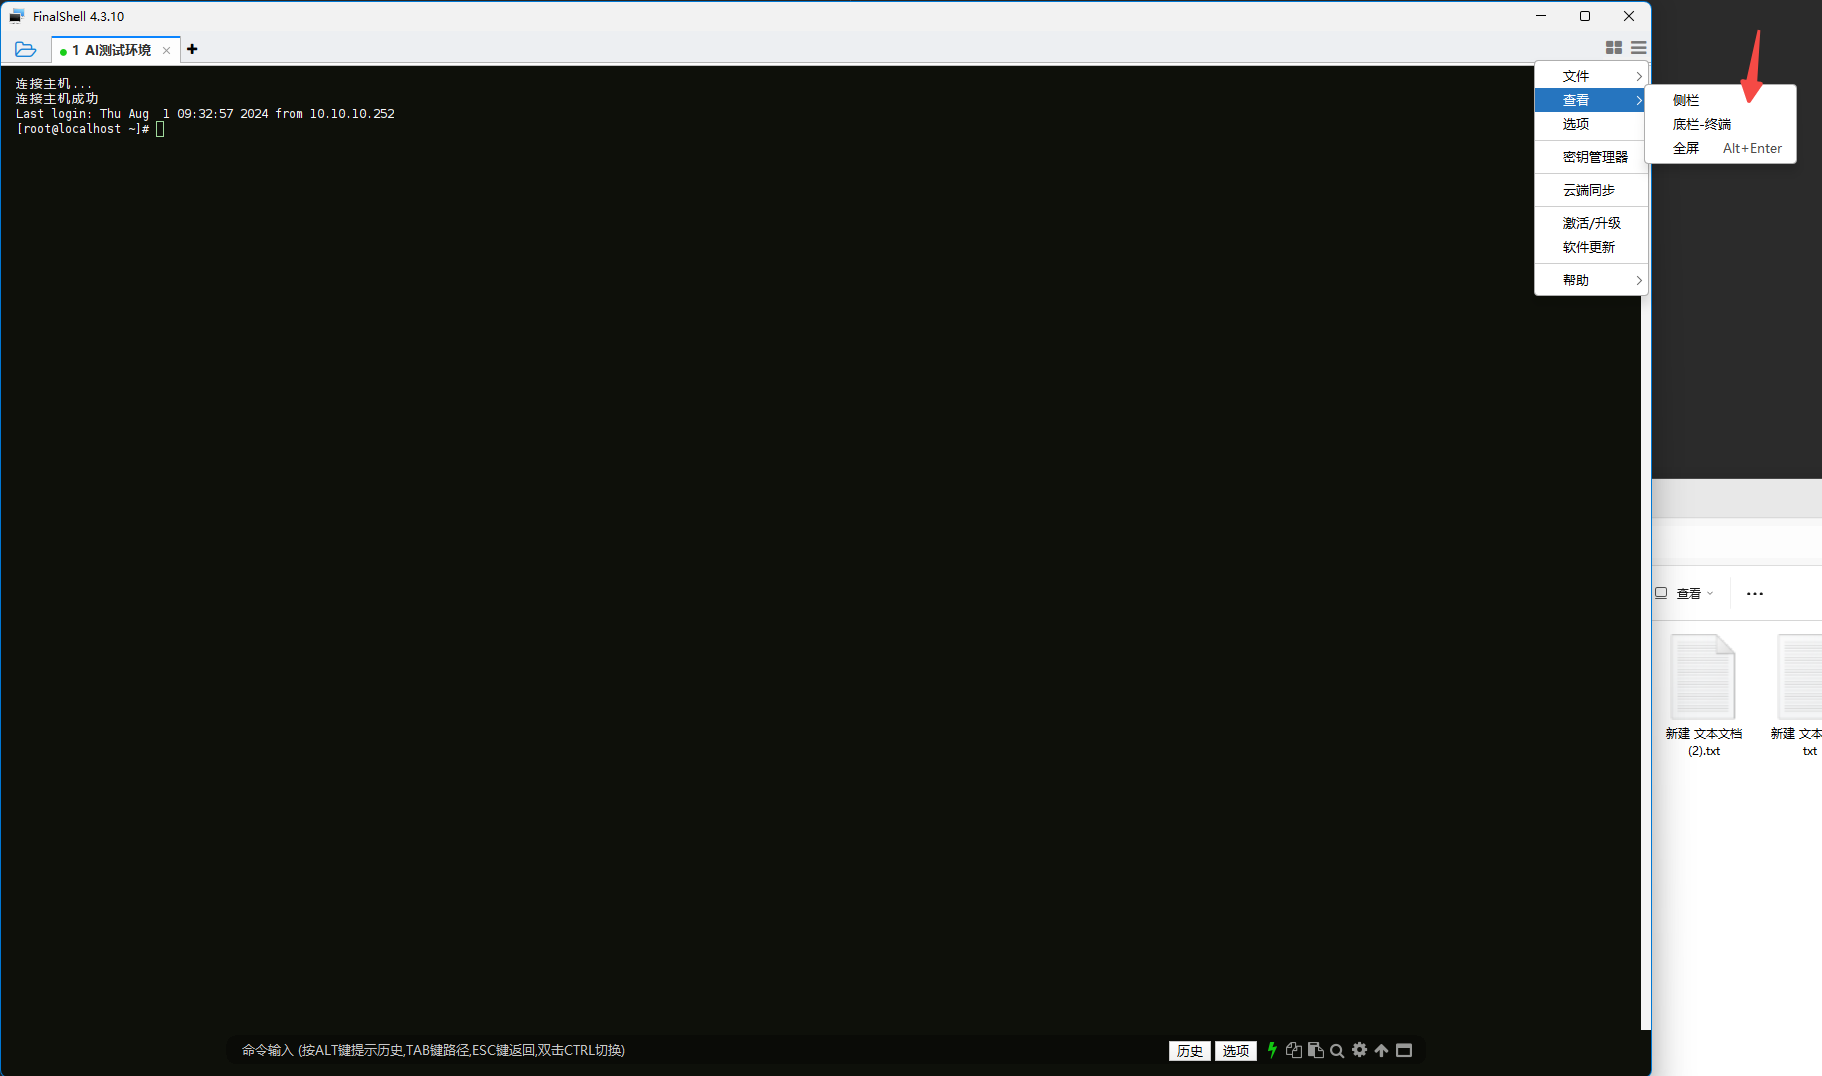 FinalShell 4.3.10
1 AI测试环境
连接主机...
连接主机成功
Last login: Thu Aug  1 09:32:57 2024 from 10.10.10.252
[root@localhost ~]#
文件
查看
选项
密钥管理器
云端同步
激活/升级
软件更新
帮助
侧栏
底栏-终端
全屏 Alt+Enter
查看
新建 文本文档
(2).txt
新建 文本
txt
命令输入 (按ALT键提示历史,TAB键路径,ESC键返回,双击CTRL切换)
历史 选项